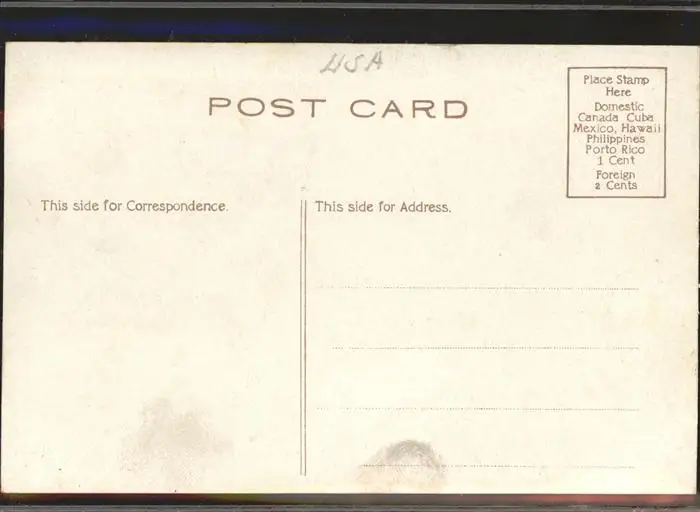 USA
POST CARD
Place Stamp
Here
Domestic
Canada Cuba
Mexico, Hawaii
Philippines
Porto Rico
1 Cent
Foreign
2 Cents
This side for Correspondence.
This side for Address.